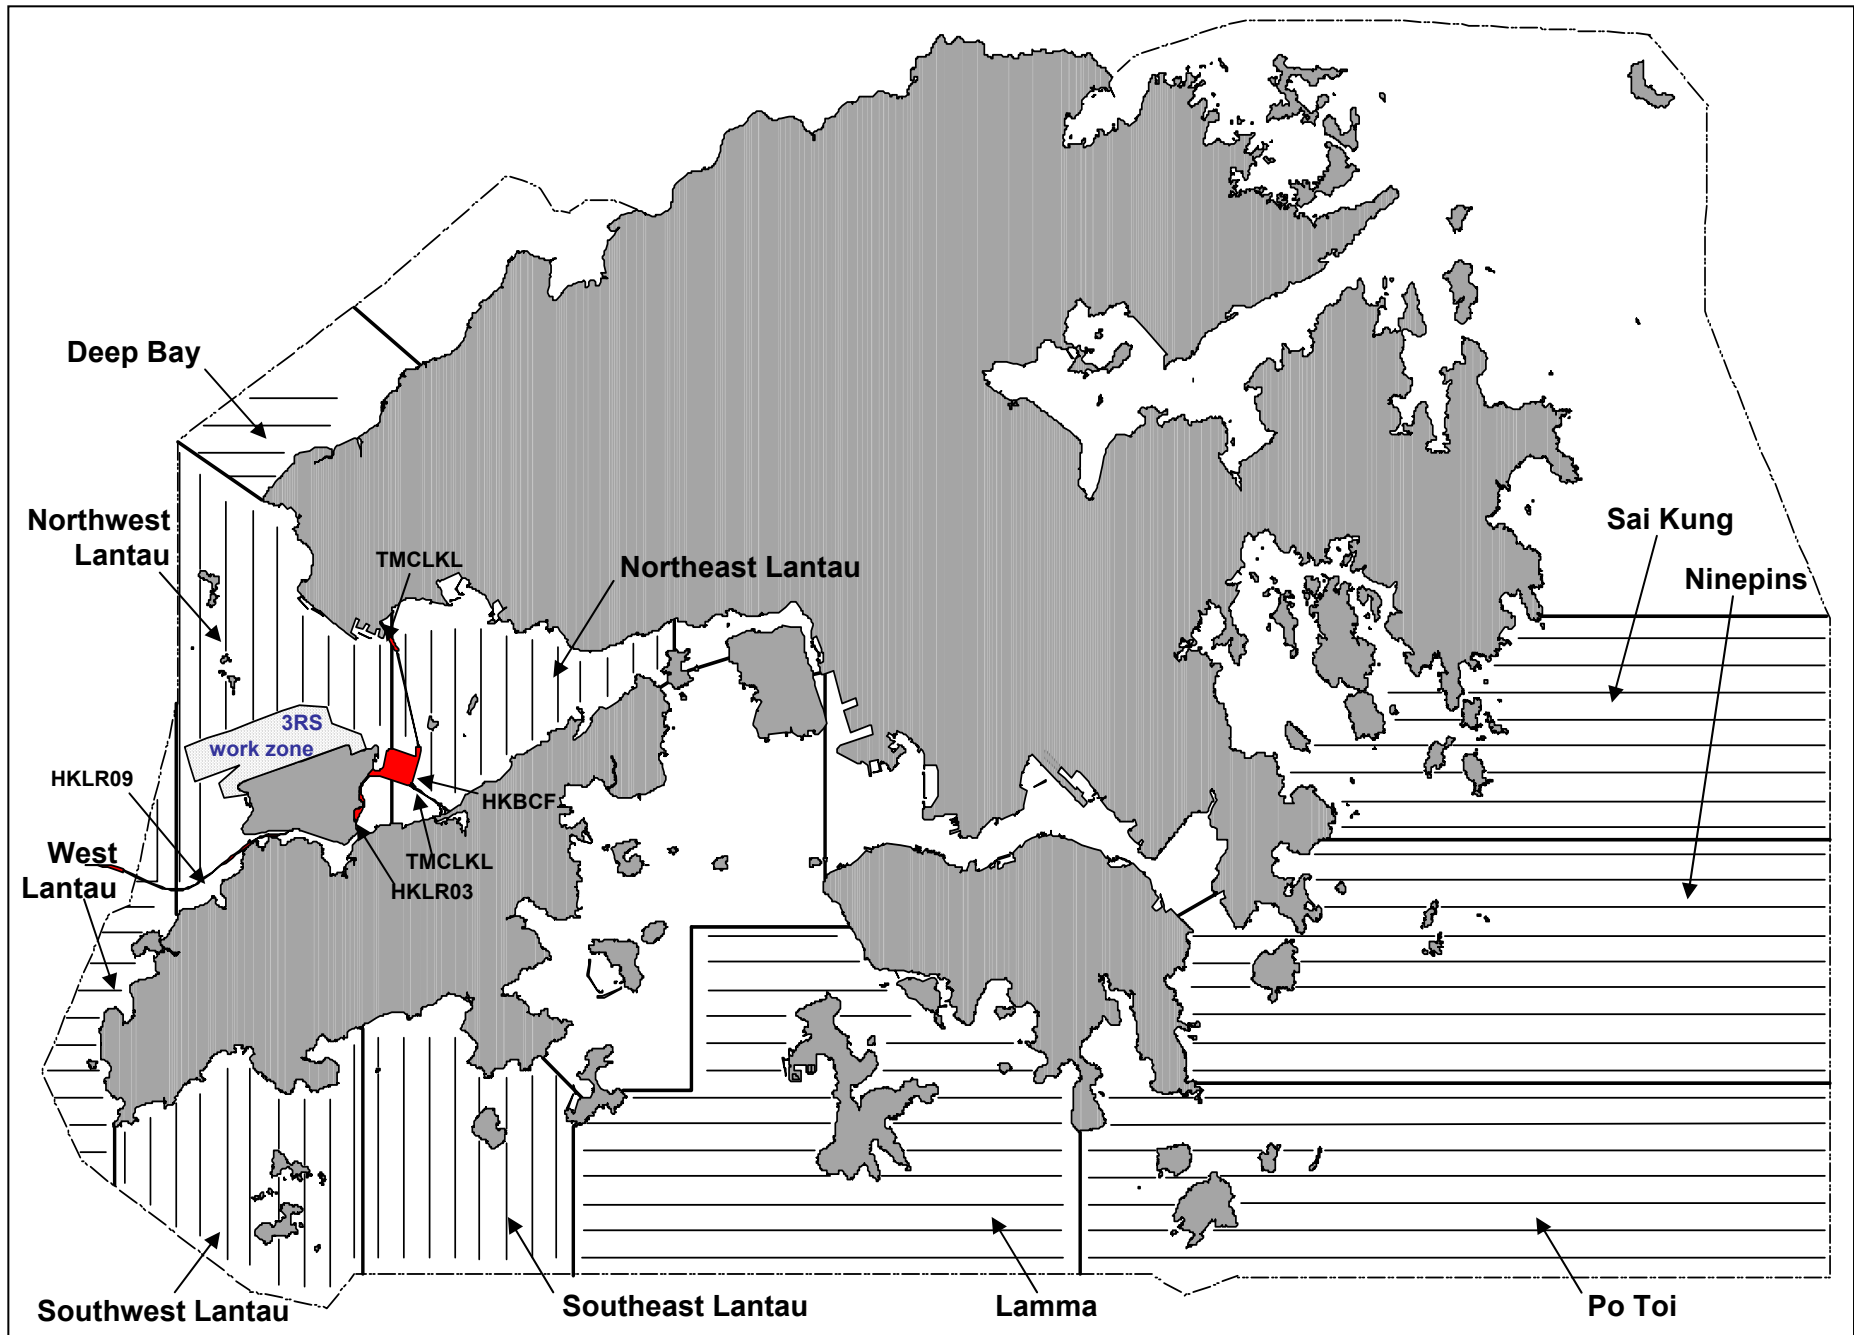 Deep Bay
Northwest
Lantau
TMCLKL
Northeast Lantau
Sai Kung
Ninepins
3RS
work zone
HKLR09
HKBCF
West
Lantau
TMCLKL
HKLR03
Southwest Lantau
Southeast Lantau
Lamma
Po Toi